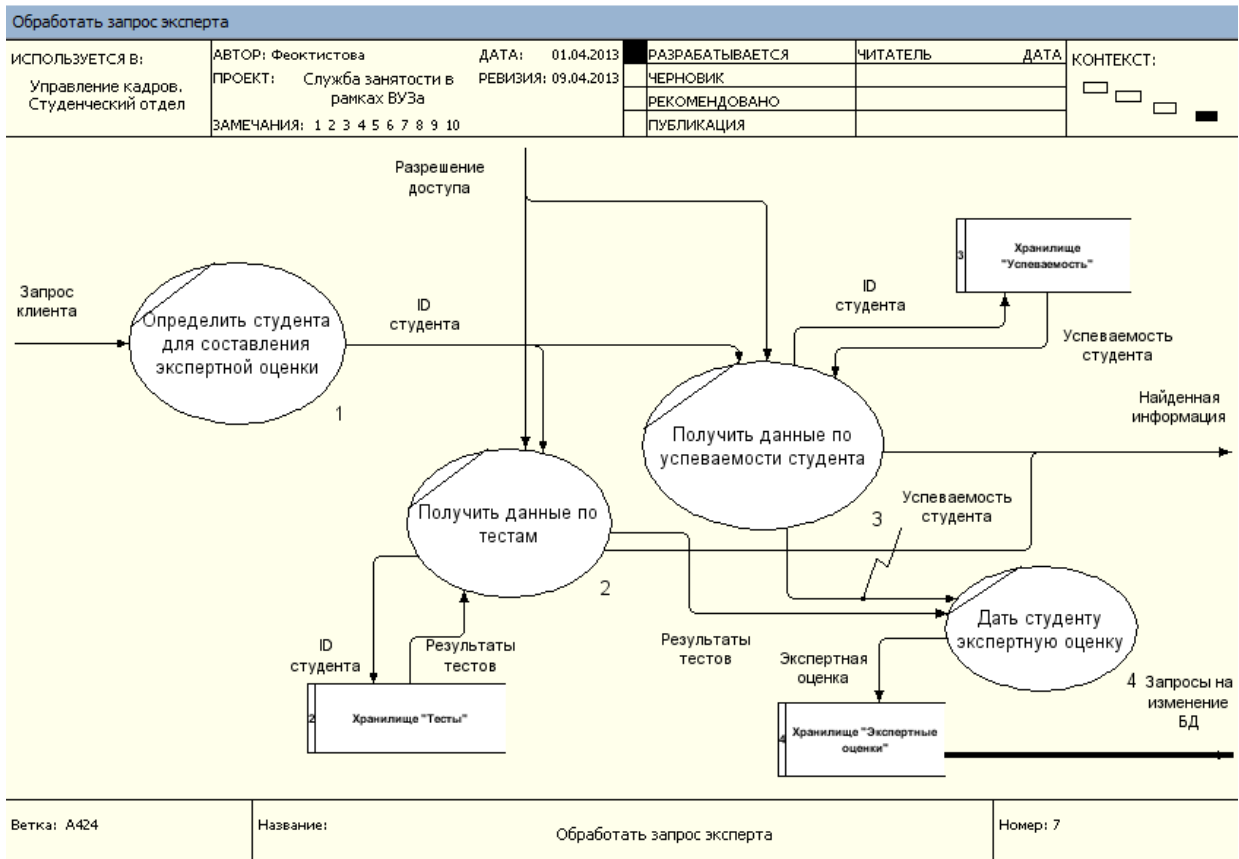 Обработать запрос эксперта
ИСПОЛЬЗУЕТСЯ В:
Управление кадров.
Студенческий отдел
АВТОР: Феоктистова
ДАТА: 01.04.2013
ПРОЕКТ: Служба занятости в
рамках ВУЗа
РЕВИЗИЯ: 09.04.2013
ЗАМЕЧАНИЯ: 1 2 3 4 5 6 7 8 9 10
РАЗРАБАТЫВАЕТСЯ
ЧЕРНОВИК
РЕКОМЕНДОВАНО
ПУБЛИКАЦИЯ
ЧИТАТЕЛЬ
ДАТА
КОНТЕКСТ:
Разрешение
доступа
Запрос
клиента
Определить студента
для составления
экспертной оценки
1
ID
студента
3
Хранилище
"Успеваемость"
ID
студента
Успеваемость
студента
Получить данные по
успеваемости студента
3
Найденная
информация
Получить данные по
тестам
2
Успеваемость
студента
ID
студента
Результаты
тестов
2
Хранилище "Тесты"
Результаты
тестов
Дать студенту
экспертную оценку
4
Экспертная
оценка
4
Хранилище "Экспертные
оценки"
Запросы на
изменение
БД
Ветка: A424
Название:
Обработать запрос эксперта
Номер: 7